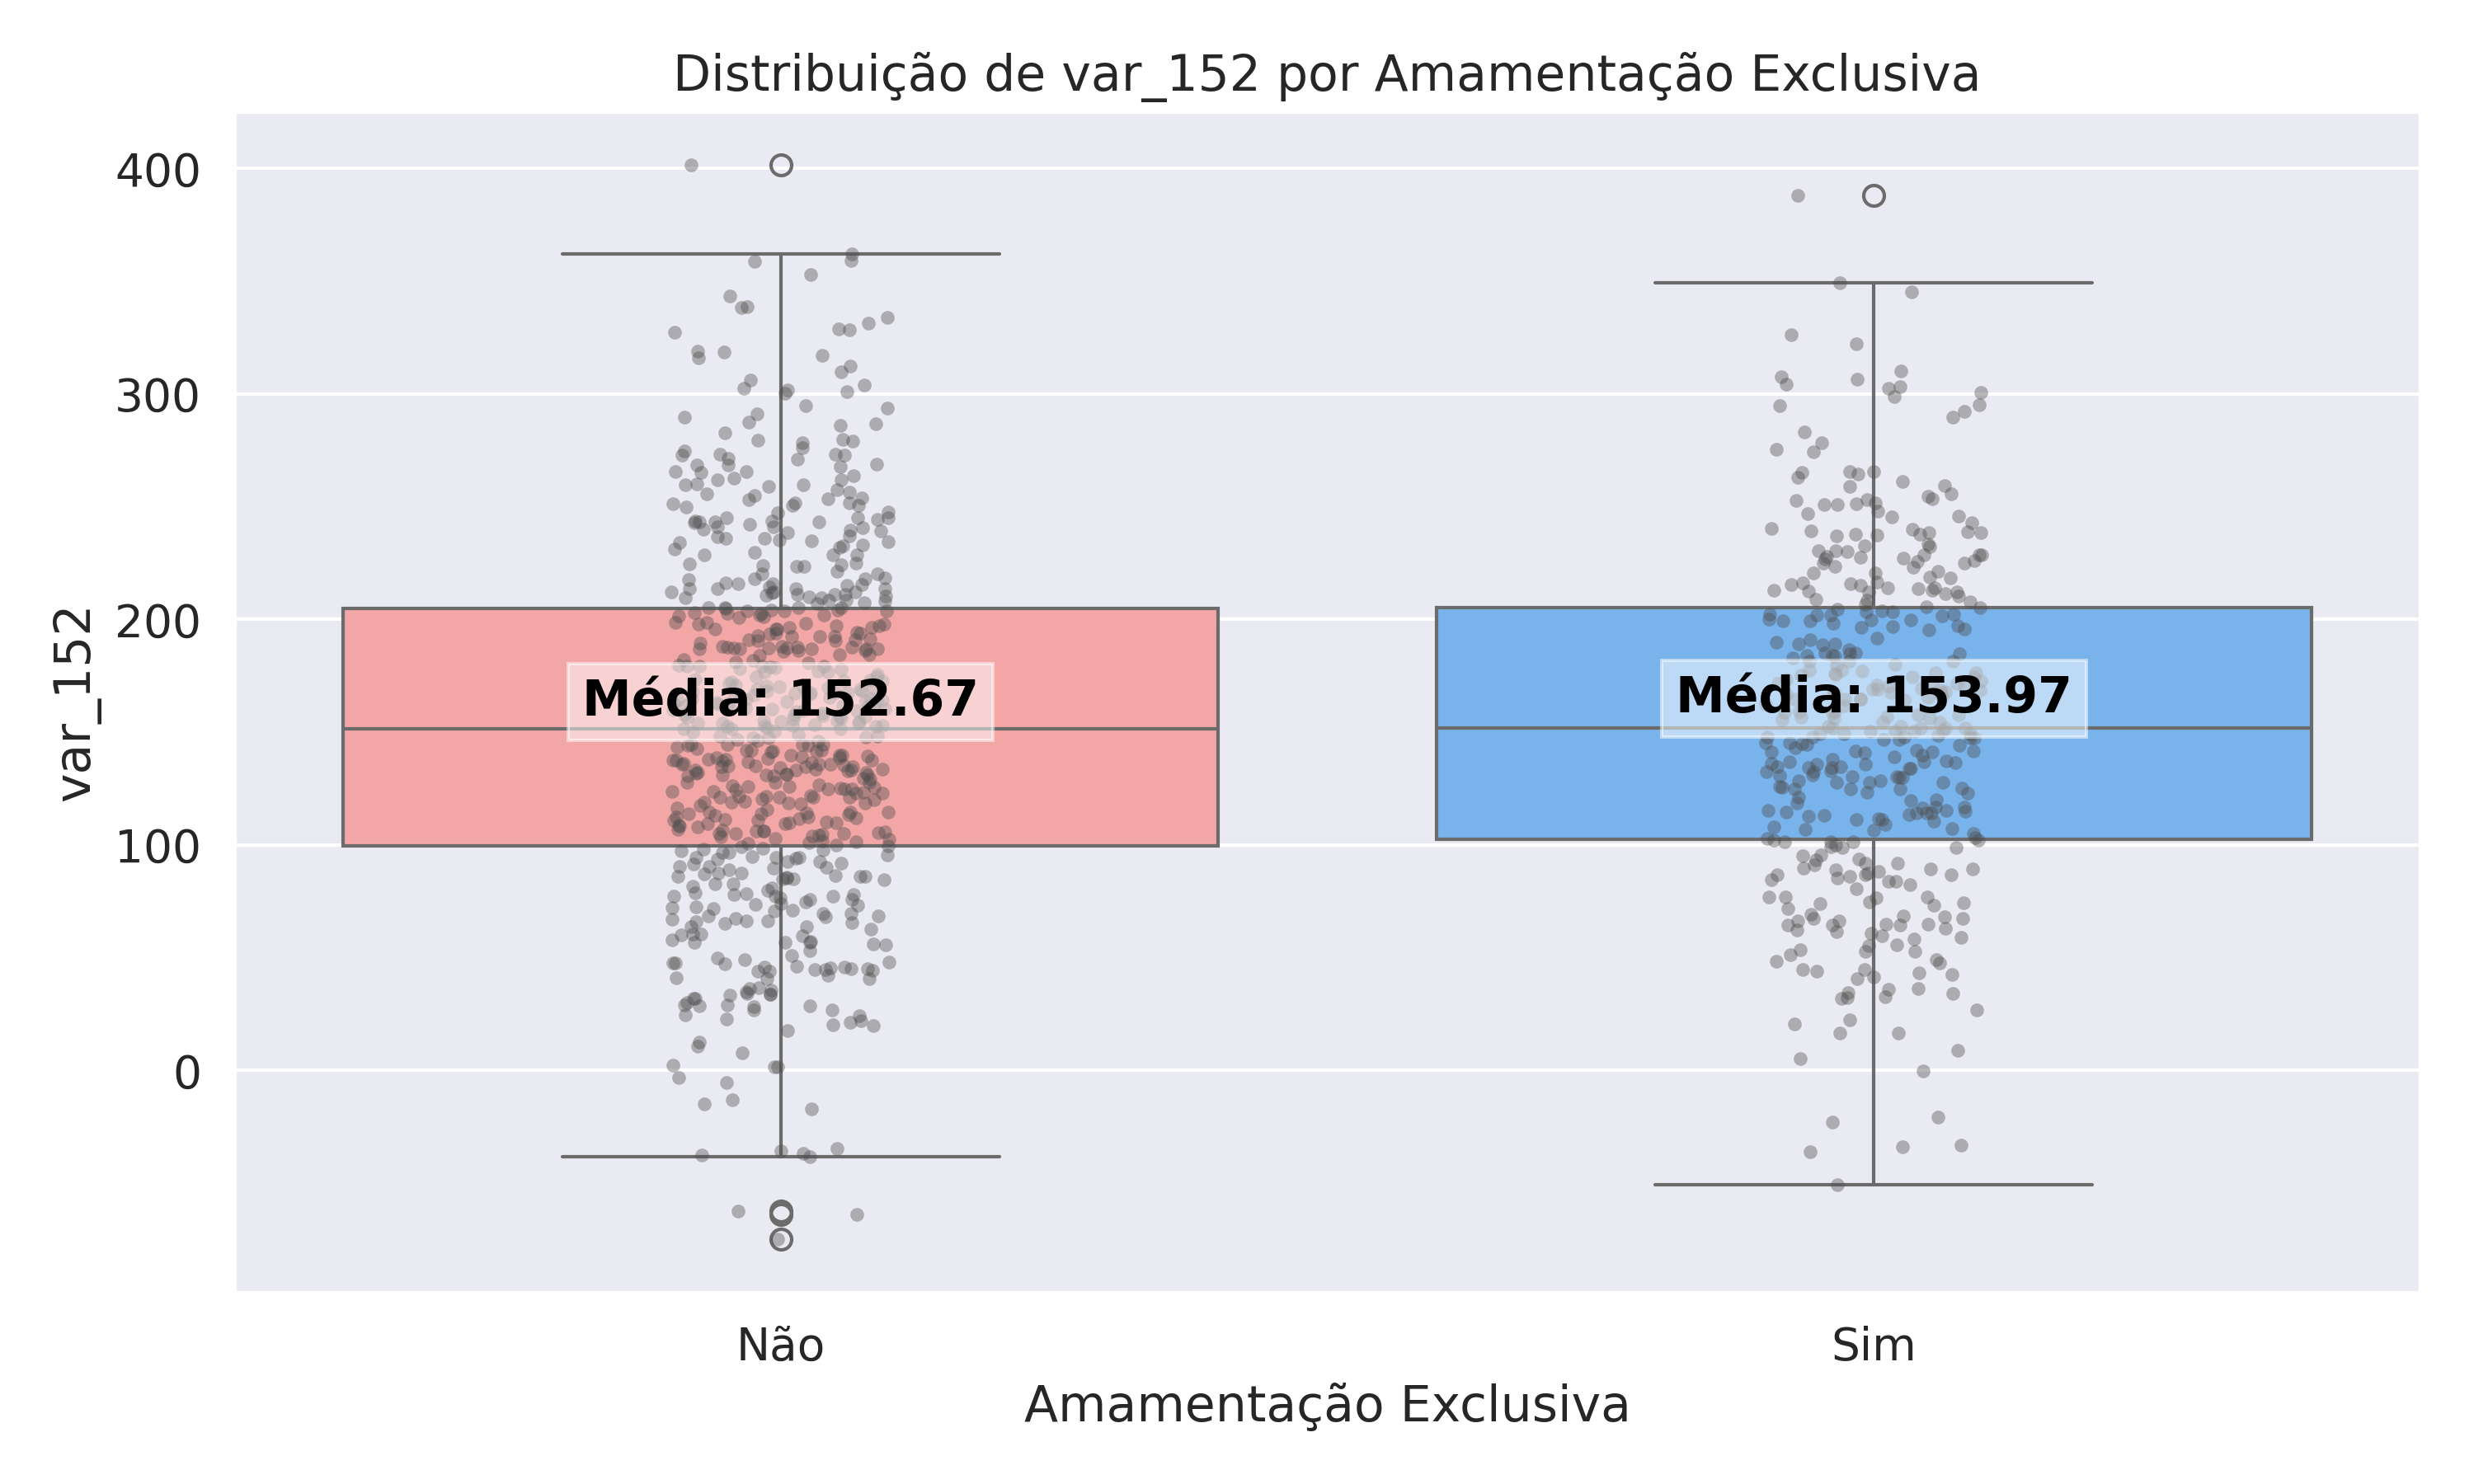 Distribuição de var_152 por Amamentação Exclusiva
400
300
200
100
0
var_152
Média: 152.67
Média: 153.97
Não
Sim
Amamentação Exclusiva